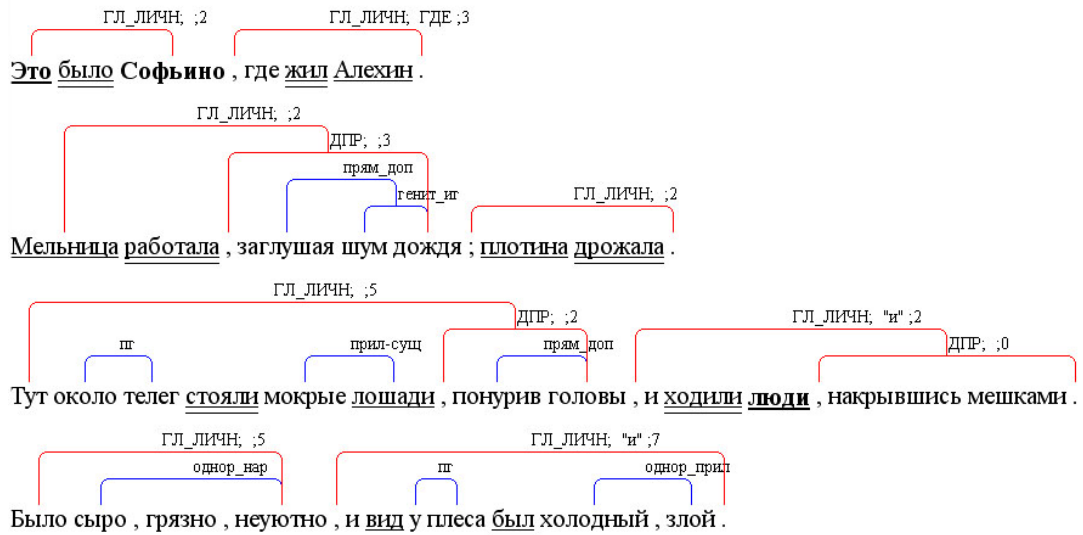 ГЛ_ЛИЧН; ;2 ГЛ_ЛИЧН; ГДЕ ;3
Это было Софьино , где жил Алехин .
ГЛ_ЛИЧН; ;2
ДПР; ;3
прям_доп
генит_иг ГЛ_ЛИЧН; ;2
Мельница работала , заглушая шум дождя ; плотина дрожала .
ГЛ_ЛИЧН; ;5
ДПР; ;2 ГЛ_ЛИЧН; "и" ;2
пг прил-сущ прям_доп ДПР; ;0
Тут около телег стояли мокрые лошади , понурив головы , и ходили люди , накрывшись мешками .
ГЛ_ЛИЧН; ;5 ГЛ_ЛИЧН; "и" ;7
однор_нар пг однор_прил
Было сыро , грязно , неуютно , и вид у плеса был холодный , злой .